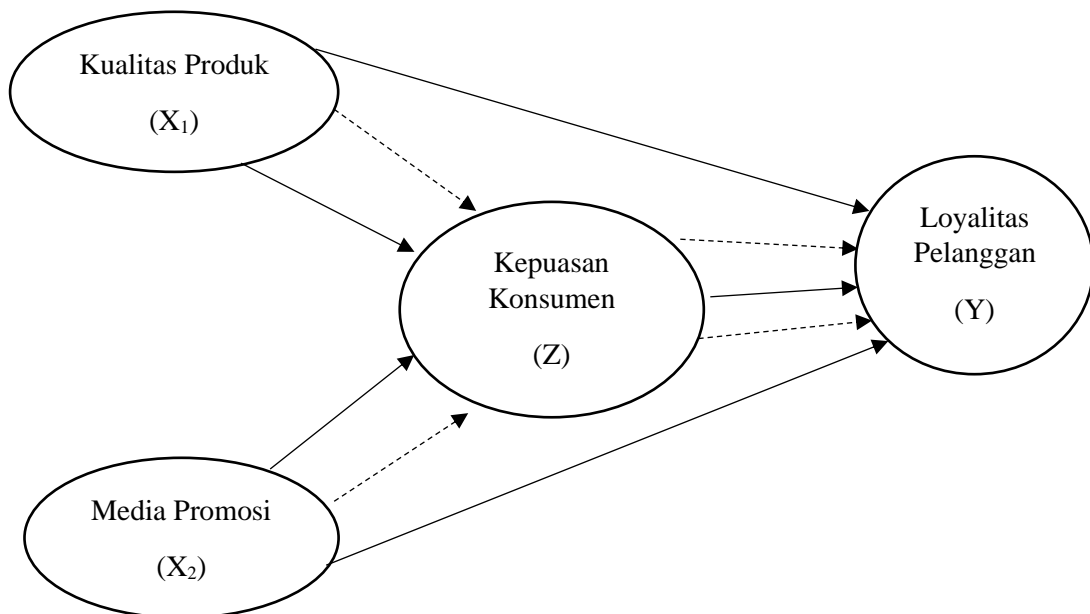 Kualitas Produk
(X₁)
Kepuasan
Konsumen
(Z)
Loyalitas
Pelanggan
(Y)
Media Promosi
(X₂)